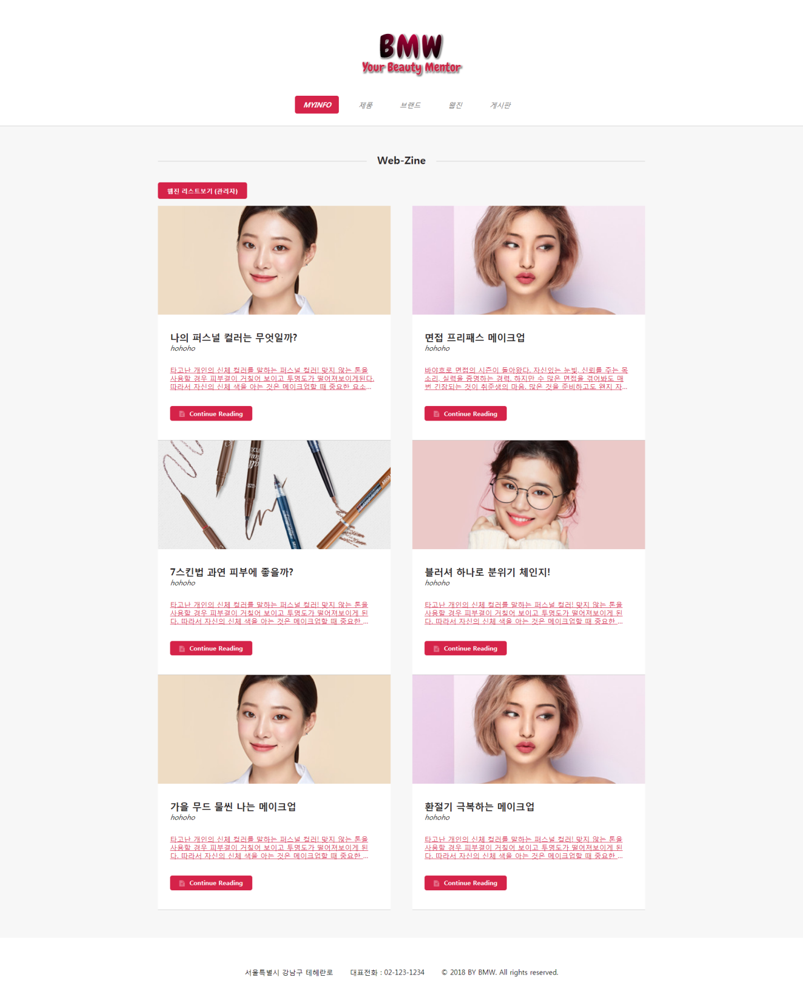 BMW
Your Beauty Mentor
MYINFO 제품 브랜드 웹진 게시판
Web-Zine
웹진 리스트보기 (관리자)
나의 퍼스널 컬러는 무엇일까?
hohoho
타고난 개인의 신체 컬러를 말하는 퍼스널 컬러! 맞지 않는 톤을
사용할 경우 피부결이 거칠어 보이고 투명도가 떨어져보이게된다.
따라서 자신의 신체 색을 아는 것은 메이크업할 때 중요한 요소...
Continue Reading
면접 프리패스 메이크업
hohoho
바야흐로 면접의 시즌이 돌아왔다. 자신있는 눈빛, 신뢰를 주는 목
소리, 실력을 증명하는 경력. 하지만 수 많은 면접을 겪어봐도 매
번 긴장되는 것이 취준생의 마음. 많은 것을 준비하고도 왠지 자...
Continue Reading
7스킨법 과연 피부에 좋을까?
hohoho
타고난 개인의 신체 컬러를 말하는 퍼스널 컬러! 맞지 않는 톤을
사용할 경우 피부결이 거칠어 보이고 투명도가 떨어져보이게 된
다. 따라서 자신의 신체 색을 아는 것은 메이크업할 때 중요한 ...
Continue Reading
블러셔 하나로 분위기 체인지!
hohoho
타고난 개인의 신체 컬러를 말하는 퍼스널 컬러! 맞지 않는 톤을
사용할 경우 피부결이 거칠어 보이고 투명도가 떨어져보이게 된
다. 따라서 자신의 신체 색을 아는 것은 메이크업할 때 중요한 ...
Continue Reading
가을 무드 물씬 나는 메이크업
hohoho
타고난 개인의 신체 컬러를 말하는 퍼스널 컬러! 맞지 않는 톤을
사용할 경우 피부결이 거칠어 보이고 투명도가 떨어져보이게 된
다. 따라서 자신의 신체 색을 아는 것은 메이크업할 때 중요한 ...
Continue Reading
환절기 극복하는 메이크업
hohoho
타고난 개인의 신체 컬러를 말하는 퍼스널 컬러! 맞지 않는 톤을
사용할 경우 피부결이 거칠어 보이고 투명도가 떨어져보이게 된
다. 따라서 자신의 신체 색을 아는 것은 메이크업할 때 중요한 ...
Continue Reading
서울특별시 강남구 테헤란로 대표전화 : 02-123-1234 © 2018 BY BMW. All rights reserved.